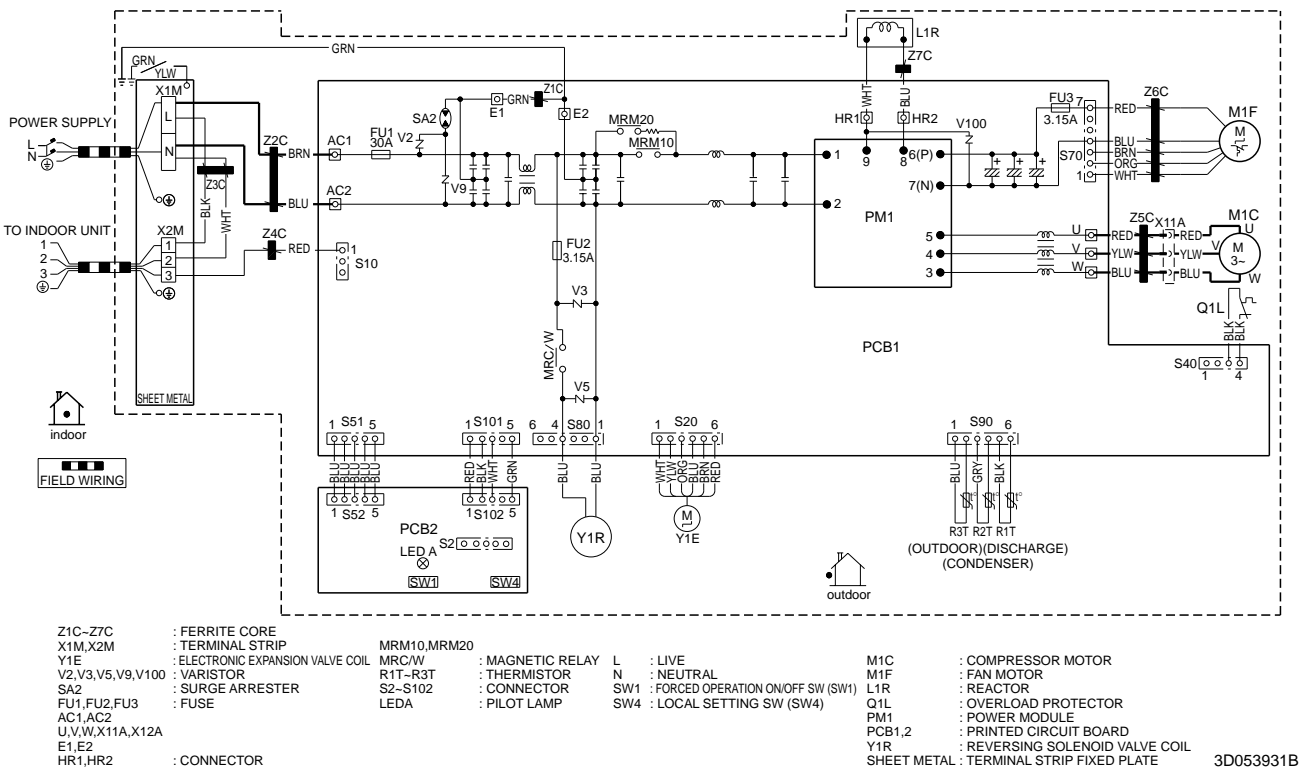 GRN
L1R
Z7C
GRN
YLW
X1M
L
N
POWER SUPPLY
L
N
Z2C
BRN
AC1
FU1
30A
V2
SA2
E1
GRN
Z1C
E2
MRM20
MRM10
WHT
BLU
HR1
HR2
V100
FU3
3.15A
7
S70
1
RED
BLU
BRN
ORG
WHT
Z6C
M1F
M
Z3C
BLK
WHT
BLU
AC2
V9
1
2
9
8
6(P)
7(N)
PM1
5
4
3
TO INDOOR UNIT
1
2
3
X2M
1
2
3
Z4C
RED
1
S10
FU2
3.15A
V3
MRC/W
V5
U
V
W
RED
YLW
BLU
Z5C
X11A
RED
YLW
BLU
M1C
U
V
W
M
3~
Q1L
BLK
BLK
S40
1 4
PCB1
SHEET METAL
indoor
FIELD WIRING
1 S51 5
BLU
BLU
BLU
BLU
BLU
1 S52 5
1 S101 5
RED
BLK
WHT
GRN
1 S102 5
PCB2
LED A
S2
SW1
SW4
6 4 S80 1
BLU
BLU
Y1R
1 S20 6
WHT
YLW
ORG
BLU
BRN
RED
M
Y1E
1 S90 6
BLU
GRY
BLK
t°
t°
t°
R3T R2T R1T
(OUTDOOR)(DISCHARGE)
(CONDENSER)
outdoor
Z1C~Z7C : FERRITE CORE
X1M,X2M : TERMINAL STRIP
Y1E : ELECTRONIC EXPANSION VALVE COIL
V2,V3,V5,V9,V100 : VARISTOR
SA2 : SURGE ARRESTER
FU1,FU2,FU3 : FUSE
AC1,AC2
U,V,W,X11A,X12A
E1,E2
HR1,HR2 : CONNECTOR
MRM10,MRM20
MRC/W : MAGNETIC RELAY
R1T~R3T : THERMISTOR
S2~S102 : CONNECTOR
LEDA : PILOT LAMP
L : LIVE
N : NEUTRAL
SW1 : FORCED OPERATION ON/OFF SW (SW1)
SW4 : LOCAL SETTING SW (SW4)
M1C : COMPRESSOR MOTOR
M1F : FAN MOTOR
L1R : REACTOR
Q1L : OVERLOAD PROTECTOR
PM1 : POWER MODULE
PCB1,2 : PRINTED CIRCUIT BOARD
Y1R : REVERSING SOLENOID VALVE COIL
SHEET METAL : TERMINAL STRIP FIXED PLATE
3D053931B